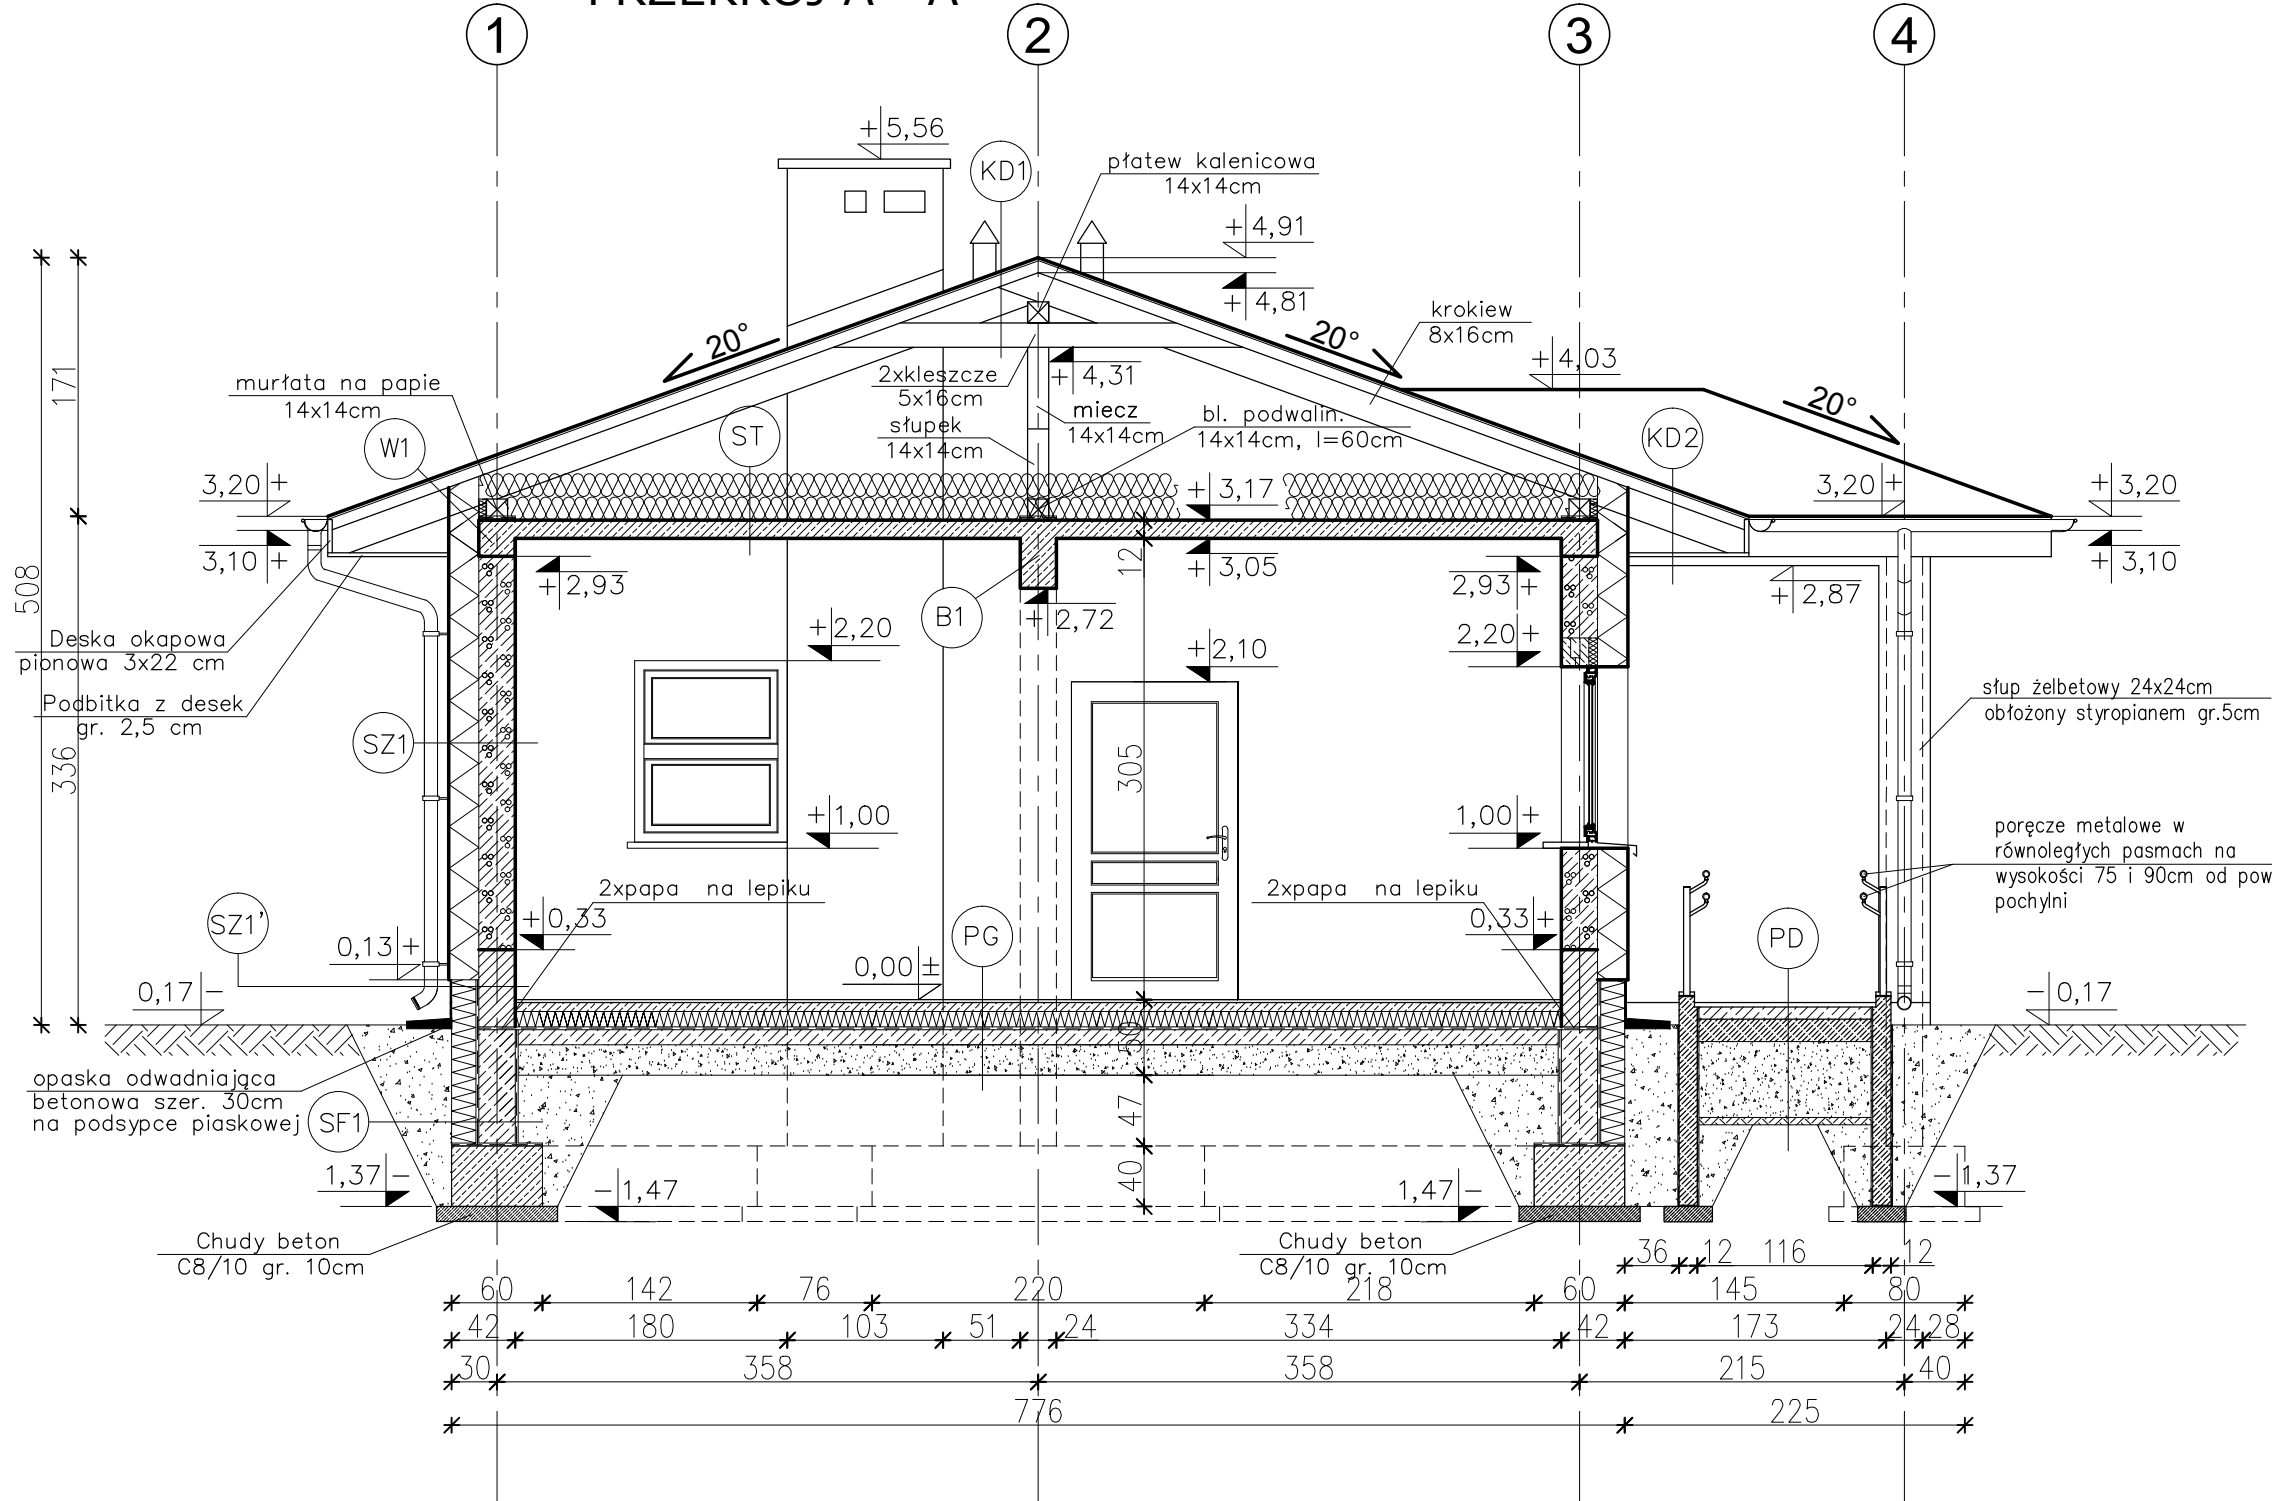 PRZEKRÓJ A - A
1
2
3
4
+5,56
KD1
płatew kalenicowa
14x14cm
+4,91
+4,81
krokiew
8x16cm
20°
20°
+4,03
20°
murłata na papie
14x14cm
2xkleszcze
5x16cm
+4,31
miecz
14x14cm
słupek
14x14cm
bl. podwalin.
14x14cm, l=60cm
W1
ST
KD2
3,20+
3,10+
+3,17
+3,05
3,20+
+3,20
+3,10
+2,93
B1
+2,72
12
2,93+
+2,87
508
171
336
Deska okapowa
pionowa 3x22 cm
Podbitka z desek
gr. 2,5 cm
SZ1
+2,20
+2,10
2,20+
305
słup żelbetowy 24x24cm
obłożony styropianem gr.5cm
+1,00
1,00+
poręcze metalowe w
równoległych pasmach na
wysokości 75 i 90cm od pow
pochylni
2xpapa na lepiku
2xpapa na lepiku
SZ1'
+0,33
0,33+
PG
PD
0,13+
0,00±
0,17-
-0,17
50
opaska odwadniająca
betonowa szer. 30cm
na podsypce piaskowej
SF1
47
40
1,37-
-1,47
1,47-
-1,37
Chudy beton
C8/10 gr. 10cm
Chudy beton
C8/10 gr. 10cm
36 12 116 12
60 142 76 220 218 60 145 80
42 180 103 51 24 334 42 173 24 28
30 358 358 215 40
776 225